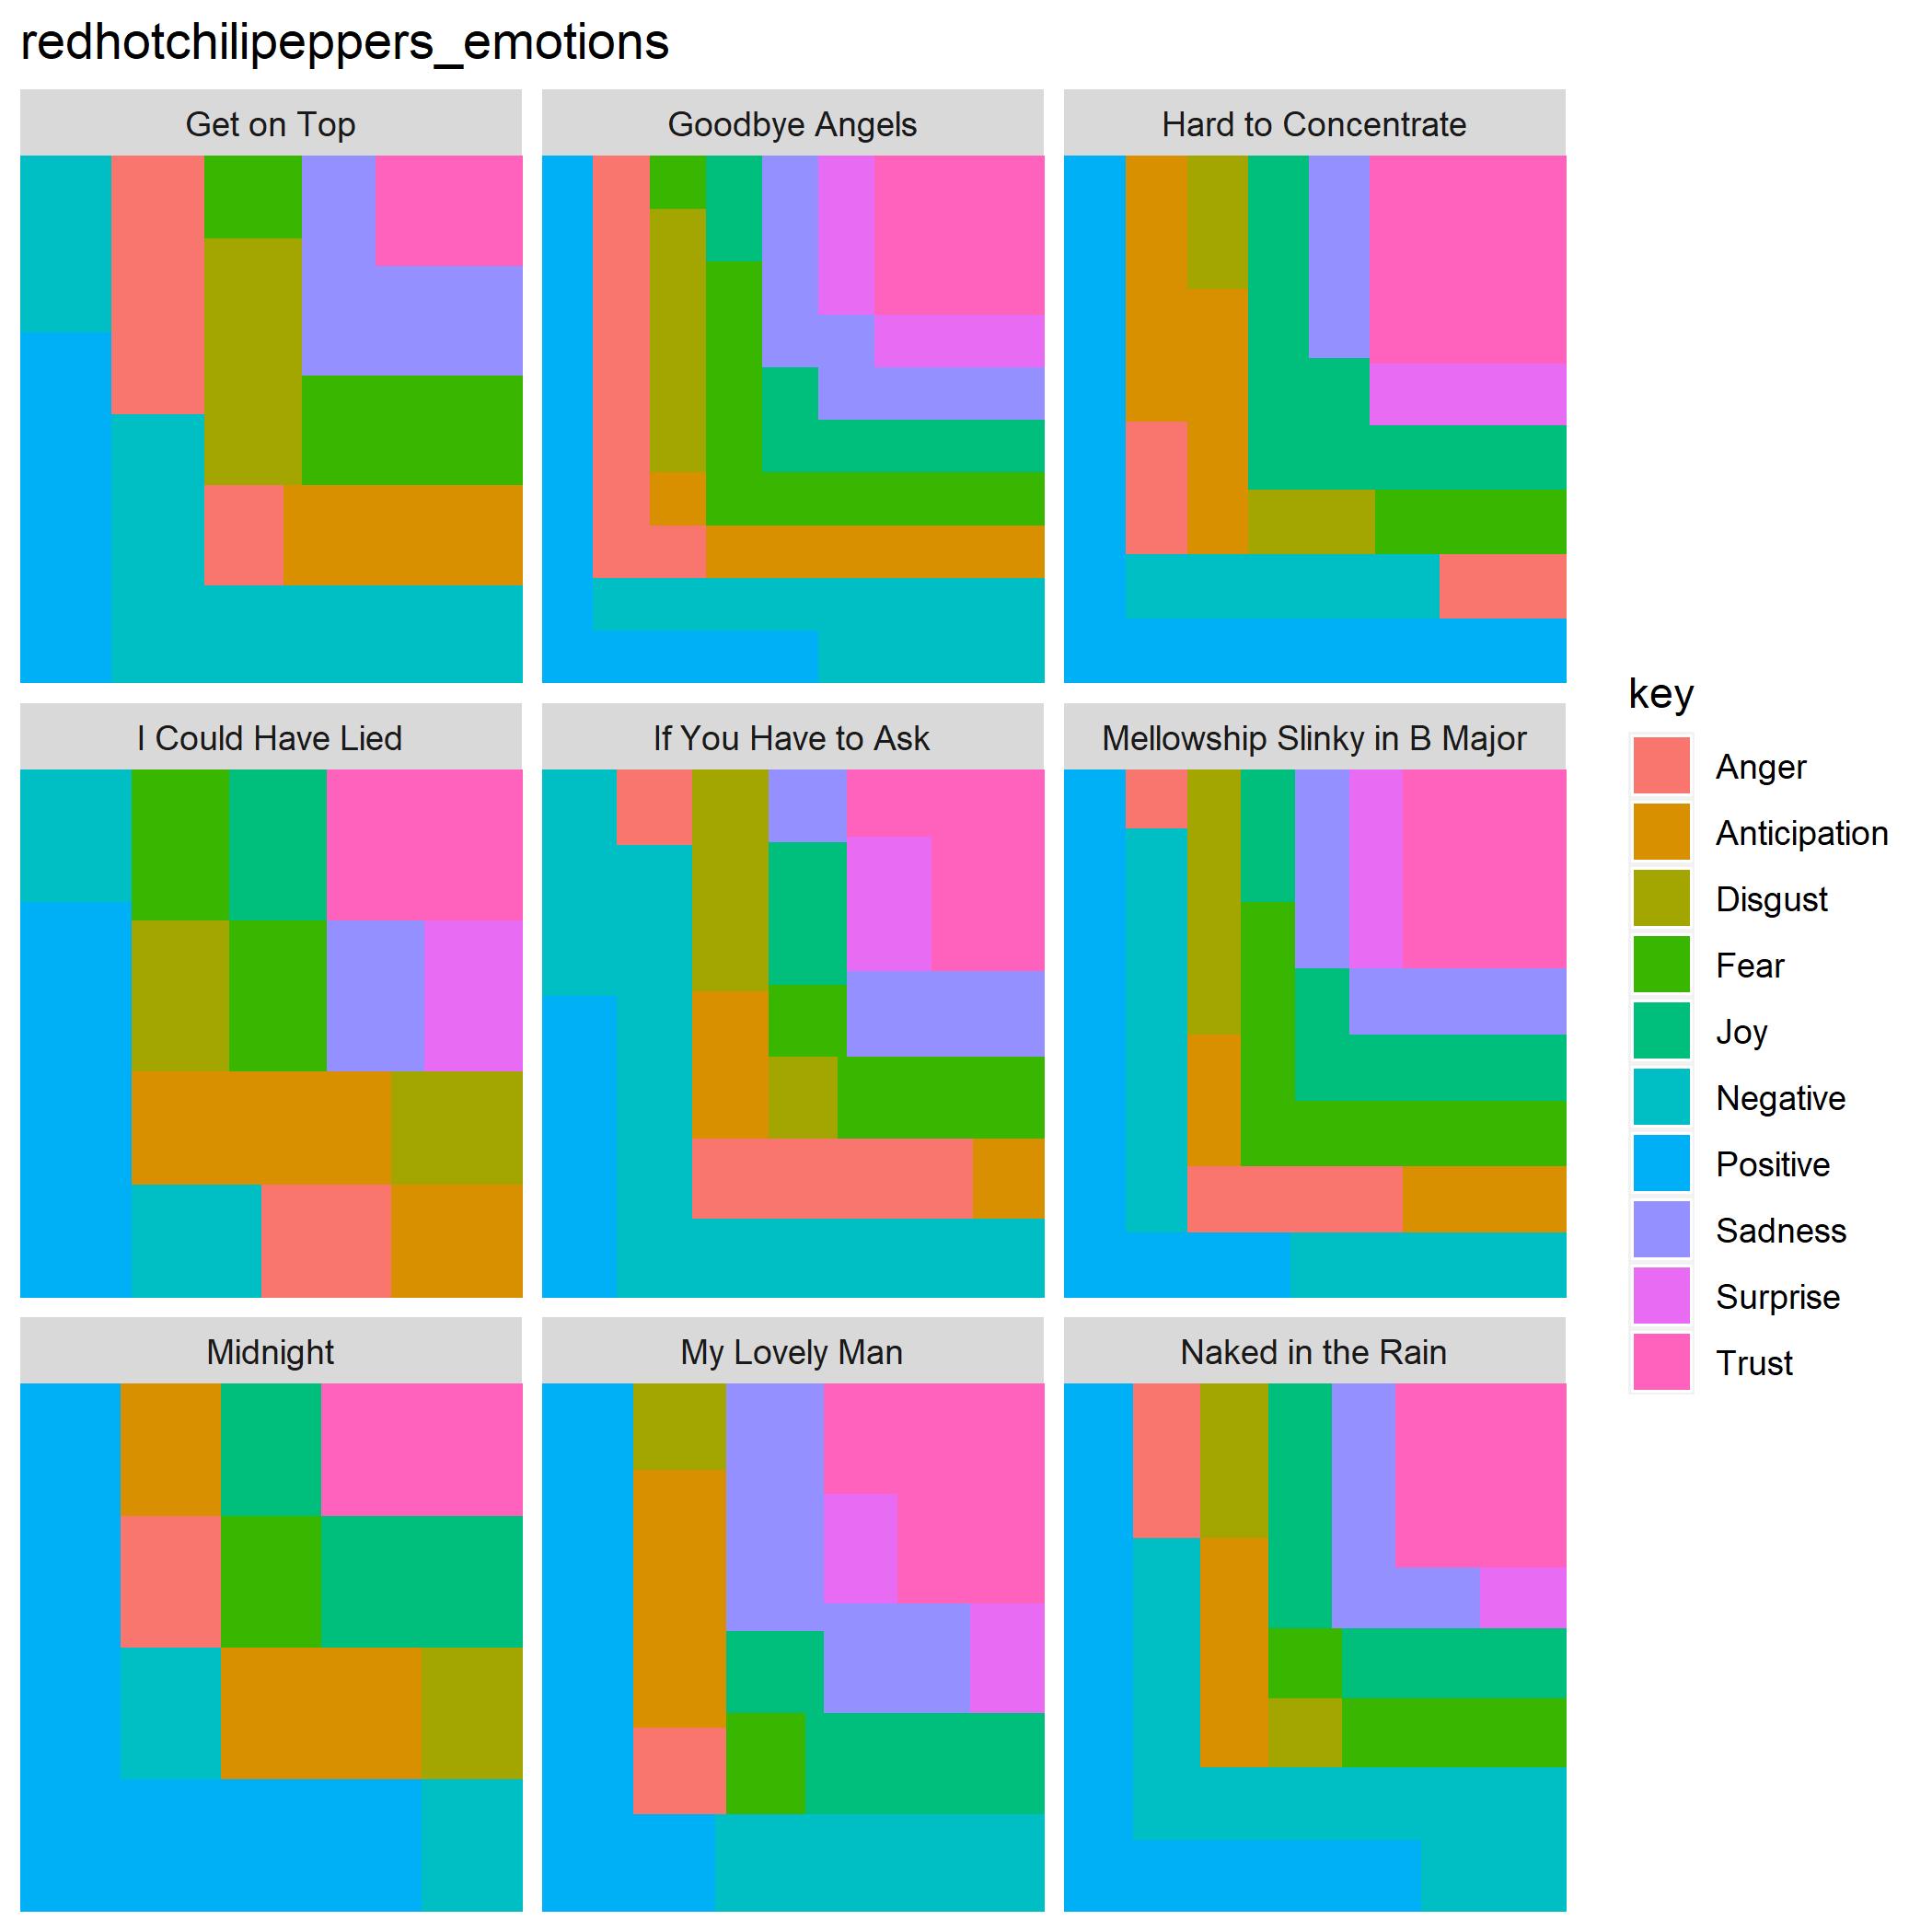 redhotchilipeppers_emotions
Get on Top
Goodbye Angels
Hard to Concentrate
I Could Have Lied
If You Have to Ask
Mellowship Slinky in B Major
Midnight
My Lovely Man
Naked in the Rain
key
Anger
Anticipation
Disgust
Fear
Joy
Negative
Positive
Sadness
Surprise
Trust